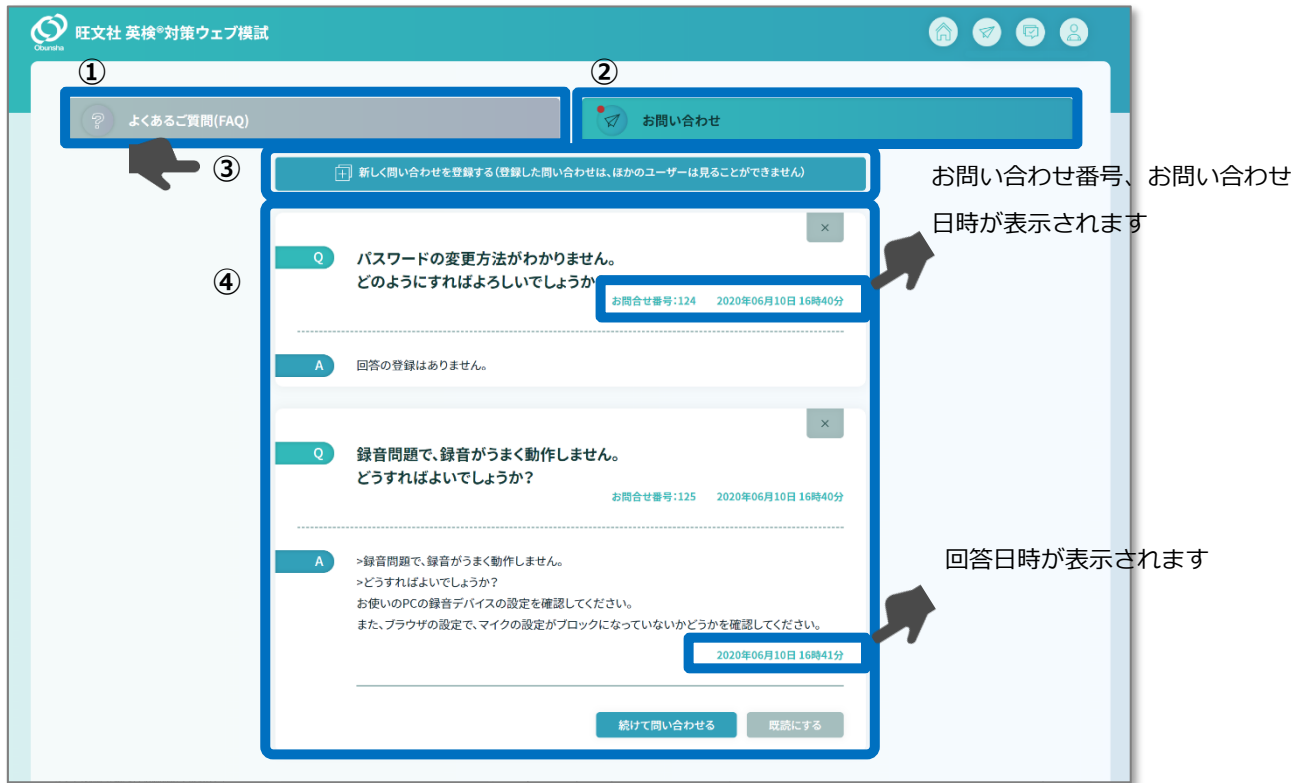 Obunsha
旺文社 英検®対策ウェブ模試
①
②
よくあるご質問(FAQ)
お問い合わせ
③
新しく問い合わせを登録する(登録した問い合わせは、ほかのユーザーは見ることができません)
お問い合わせ番号、お問い合わせ
日時が表示されます
×
④
Q
パスワードの変更方法がわかりません。
どのようにすればよろしいでしょうか
お問合せ番号:124 2020年06月10日 16時40分
A
回答の登録はありません。
×
Q
録音問題で、録音がうまく動作しません。
どうすればよいでしょうか?
お問合せ番号:125 2020年06月10日 16時40分
A
>録音問題で、録音がうまく動作しません。
>どうすればよいでしょうか?
お使いのPCの録音デバイスの設定を確認してください。
また、ブラウザの設定で、マイクの設定がブロックになっていないかどうかを確認してください。
回答日時が表示されます
2020年06月10日 16時41分
続けて問い合わせる
既読にする